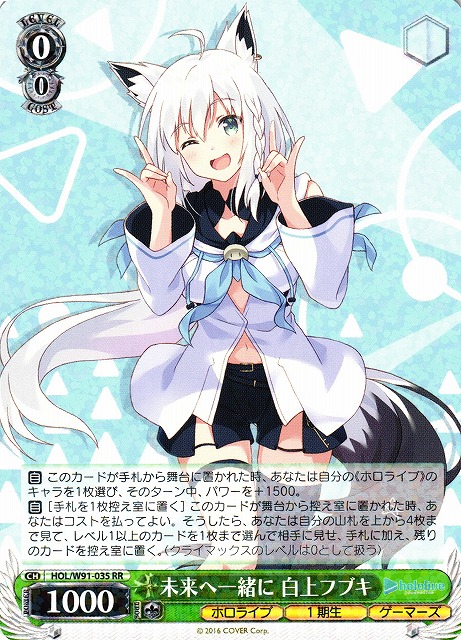 LEVEL
0
0
COST
自 このカードが手札から舞台に置かれた時、あなたは自分の《ホロライブ》の
キャラを1枚選び、そのターン中、パワーを+1500。
自 [手札を1枚控え室に置く] このカードが舞台から控え室に置かれた時、あ
なたはコストを払ってよい。そうしたら、あなたは自分の山札を上から4枚ま
で見て、レベル1以上のカードを1枚まで選んで相手に見せ、手札に加え、残り
のカードを控え室に置く。(クライマックスのレベルは0として扱う)
CH HOL/W91-035 RR
POWER
1000
未来へ一緒に 白上フブキ
hololive
ホロライブ
1期生
ゲーマーズ
© 2016 COVER Corp.